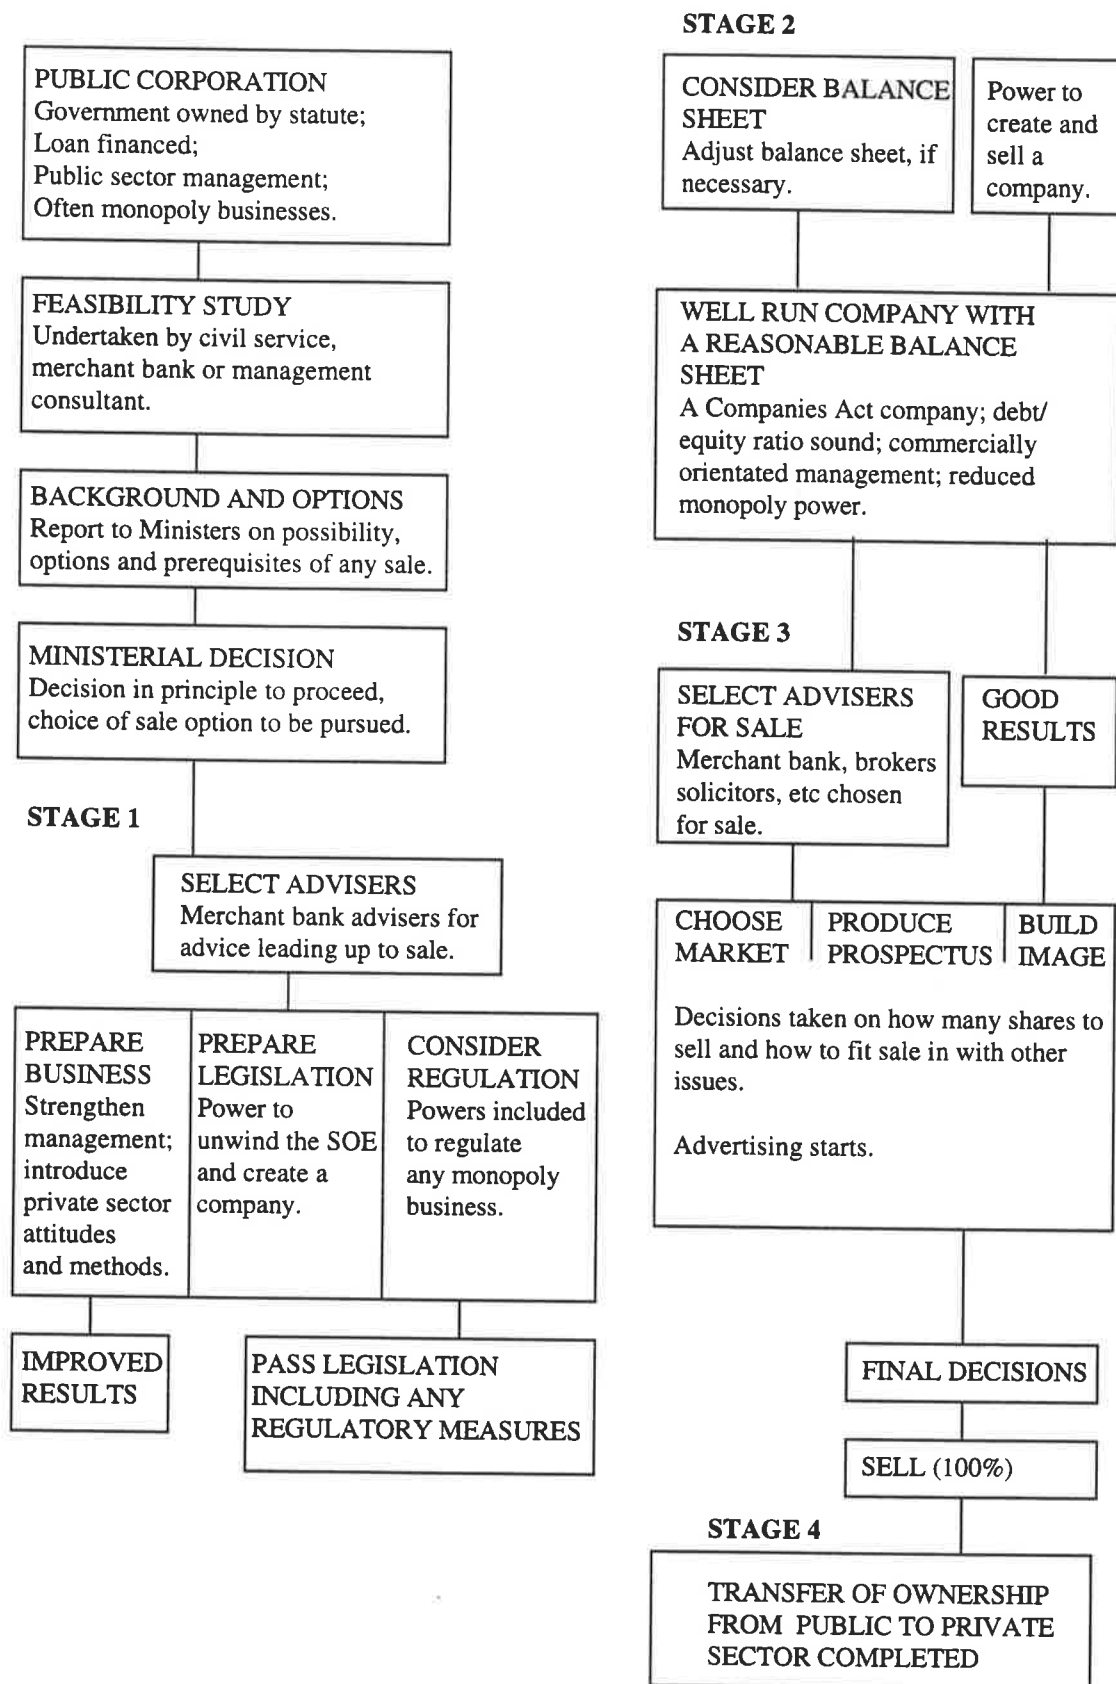 PUBLIC CORPORATION
Government owned by statute;
Loan financed;
Public sector management;
Often monopoly businesses.
FEASIBILITY STUDY
Undertaken by civil service,
merchant bank or management
consultant.
BACKGROUND AND OPTIONS
Report to Ministers on possibility,
options and prerequisites of any sale.
MINISTERIAL DECISION
Decision in principle to proceed,
choice of sale option to be pursued.
STAGE 1
SELECT ADVISERS
Merchant bank advisers for
advice leading up to sale.
PREPARE
BUSINESS
Strengthen
management;
introduce
private sector
attitudes
and methods.
PREPARE
LEGISLATION
Power to
unwind the SOE
and create a
company.
CONSIDER
REGULATION
Powers included
to regulate
any monopoly
business.
IMPROVED
RESULTS
PASS LEGISLATION
INCLUDING ANY
REGULATORY MEASURES
STAGE 2
CONSIDER BALANCE
SHEET
Adjust balance sheet, if
necessary.
Power to
create and
sell a
company.
WELL RUN COMPANY WITH
A REASONABLE BALANCE
SHEET
A Companies Act company; debt/
equity ratio sound; commercially
orientated management; reduced
monopoly power.
STAGE 3
SELECT ADVISERS
FOR SALE
Merchant bank, brokers
solicitors, etc chosen
for sale.
GOOD
RESULTS
CHOOSE
MARKET
PRODUCE
PROSPECTUS
BUILD
IMAGE
Decisions taken on how many shares to
sell and how to fit sale in with other
issues.
Advertising starts.
FINAL DECISIONS
SELL (100%)
STAGE 4
TRANSFER OF OWNERSHIP
FROM PUBLIC TO PRIVATE
SECTOR COMPLETED